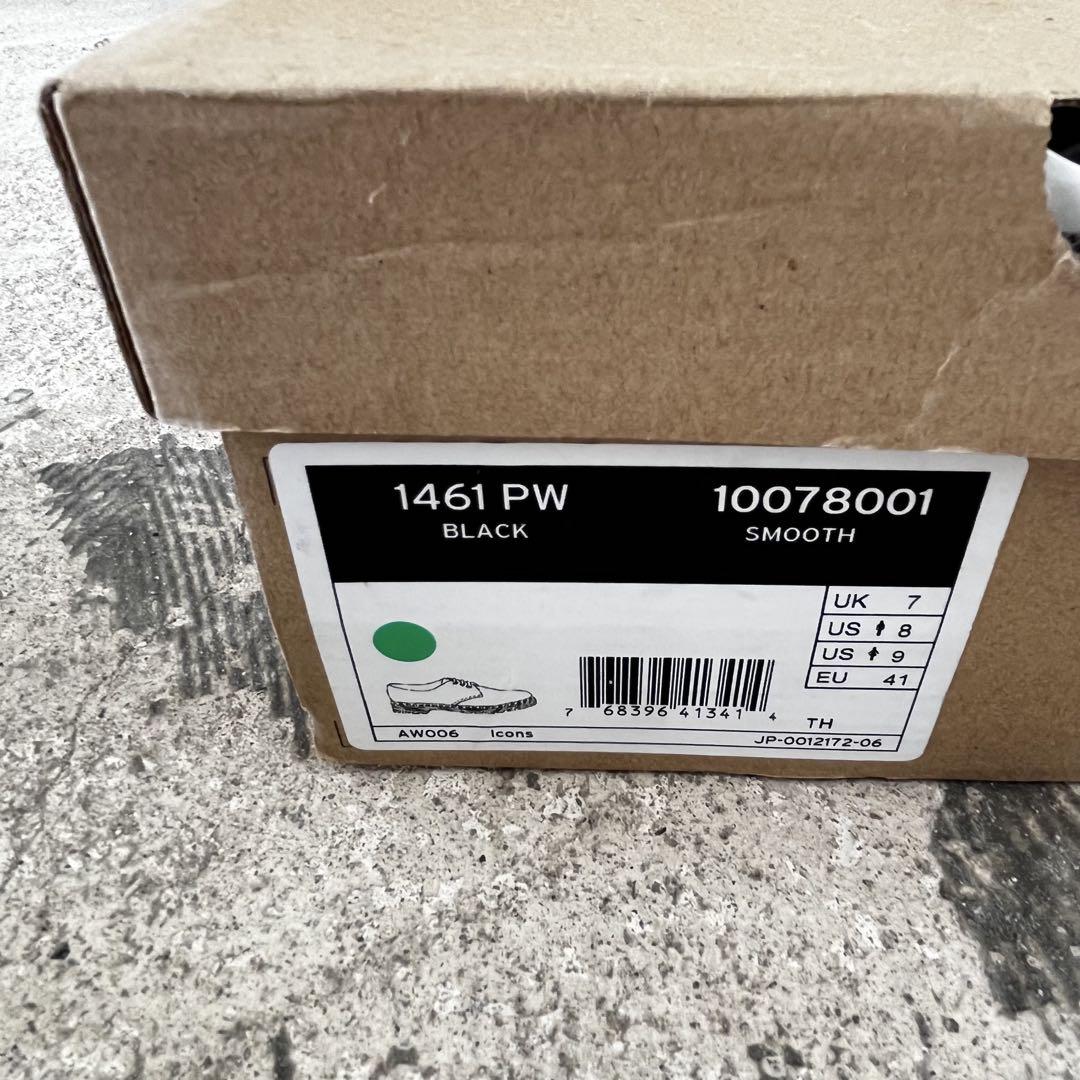 1461 PW 10078001
BLACK SMOOTH
UK 7
US 8
US 9
EU 41
7 68396 41341 4
TH
AW006 Icons
JP-0012172-06